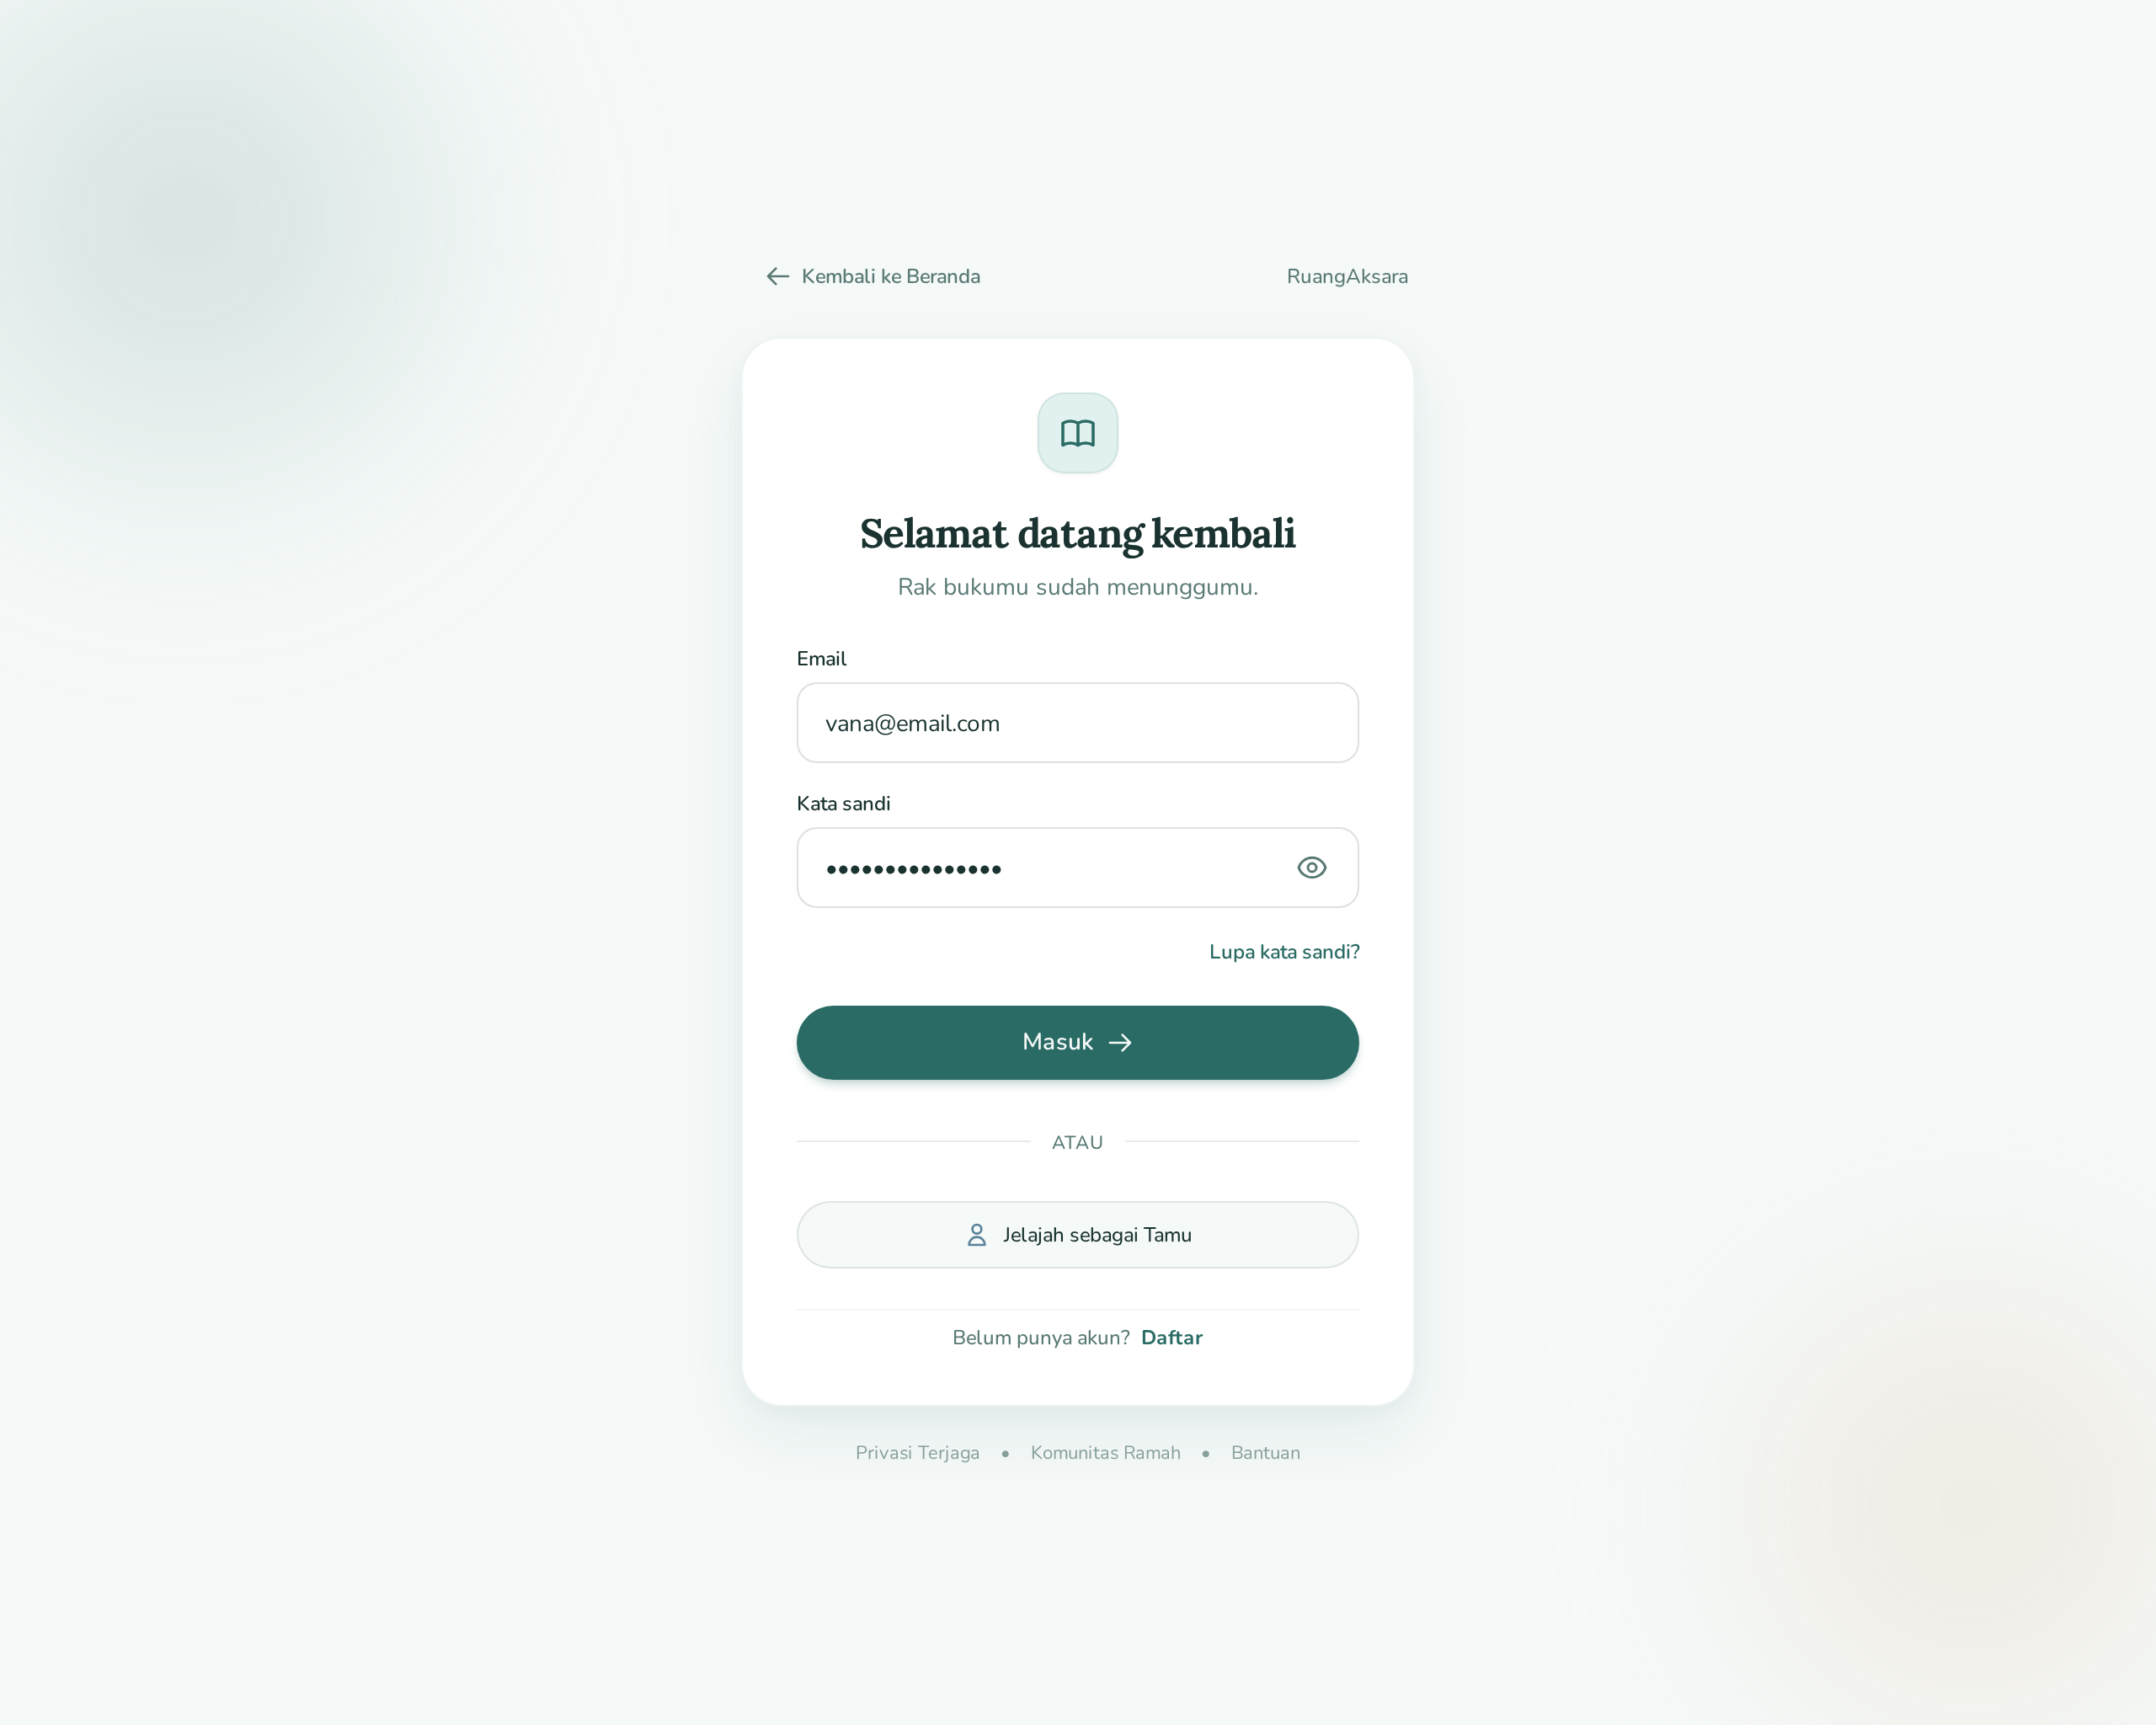 Kembali ke Beranda
RuangAksara
Selamat datang kembali
Rak bukumu sudah menunggumu.
Email
vana@email.com
Kata sandi
•••••••••••••••
Lupa kata sandi?
Masuk
ATAU
Jelajah sebagai Tamu
Belum punya akun? Daftar
Privasi Terjaga • Komunitas Ramah • Bantuan